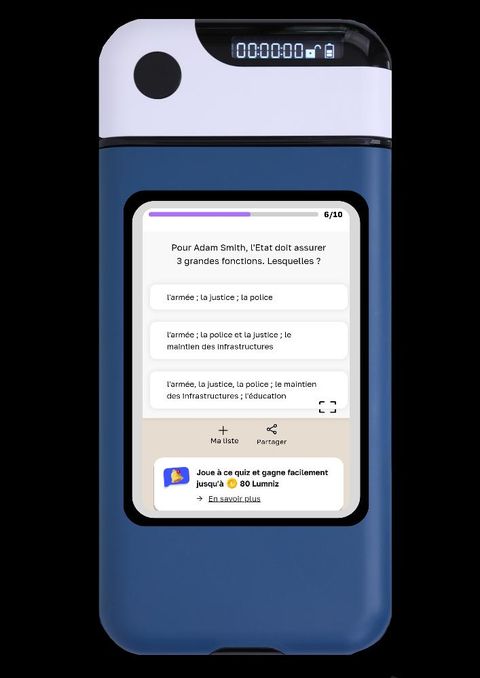 00:00:00
6/10
Pour Adam Smith, l'Etat doit assurer
3 grandes fonctions. Lesquelles ?
l'armée ; la justice ; la police
l'armée ; la police et la justice ; le
maintien des infrastructures
l'armée, la justice, la police ; le maintien
des infrastructures ; l'éducation
Ma liste
Partager
Joue à ce quiz et gagne facilement
jusqu'à 80 Lumniz
→ En savoir plus